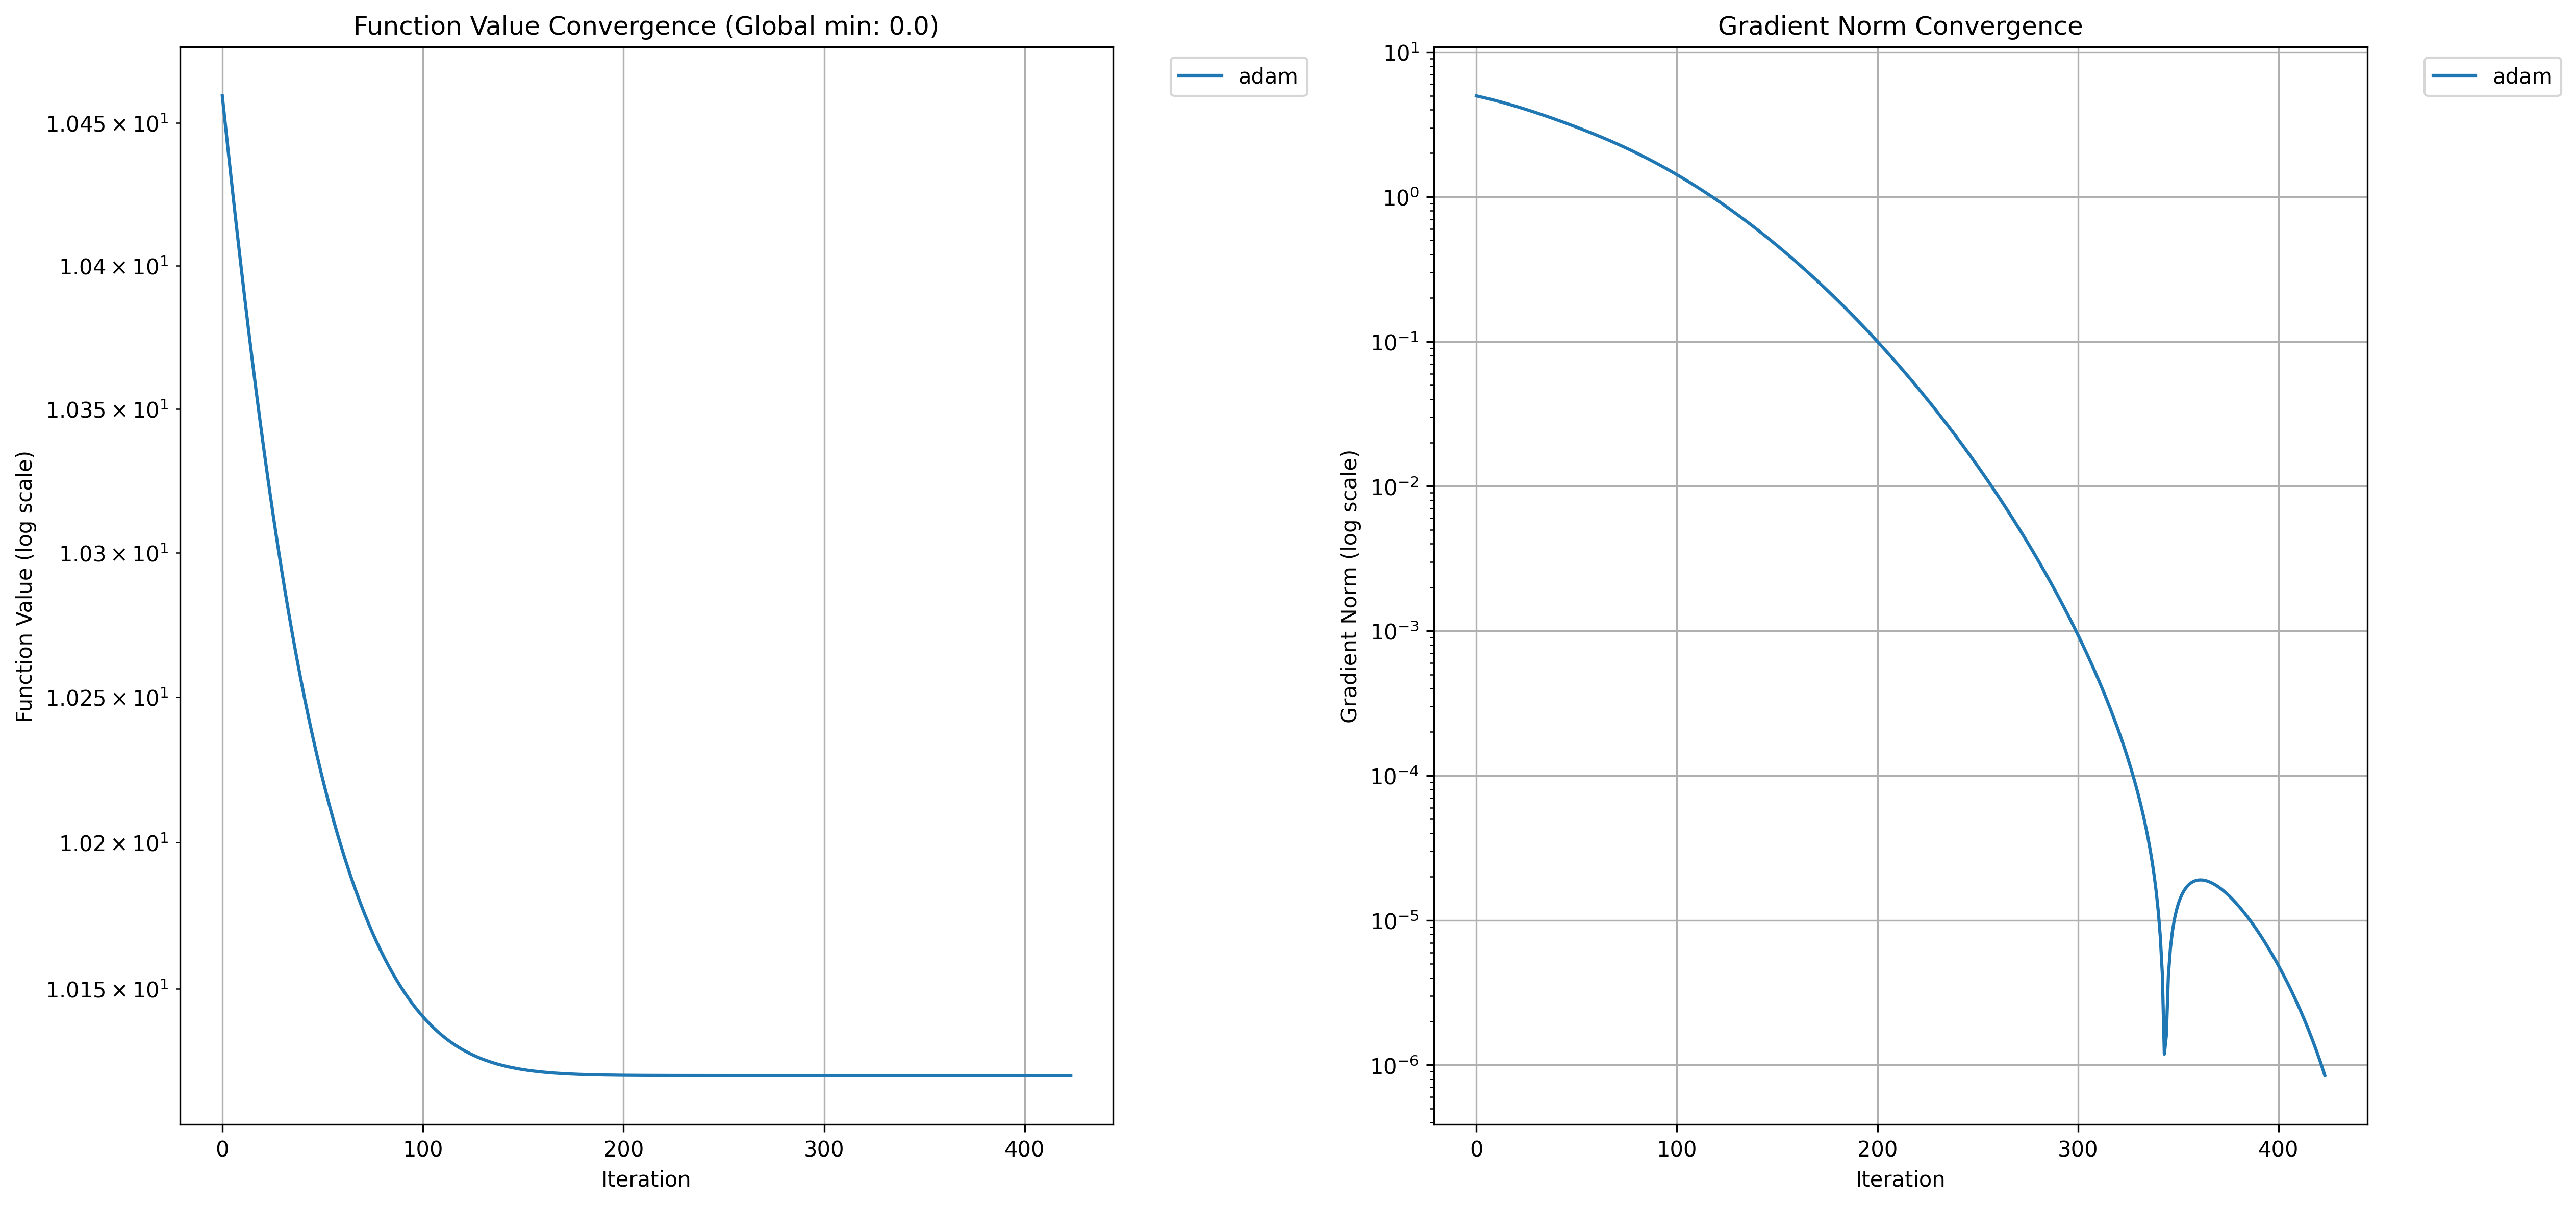 Function Value Convergence (Global min: 0.0)
adam
1.045 × 10¹
1.04 × 10¹
1.035 × 10¹
1.03 × 10¹
1.025 × 10¹
1.02 × 10¹
1.015 × 10¹
Function Value (log scale)
0 100 200 300 400
Iteration
Gradient Norm Convergence
adam
10¹
10⁰
10⁻¹
10⁻²
10⁻³
10⁻⁴
10⁻⁵
10⁻⁶
Gradient Norm (log scale)
0 100 200 300 400
Iteration